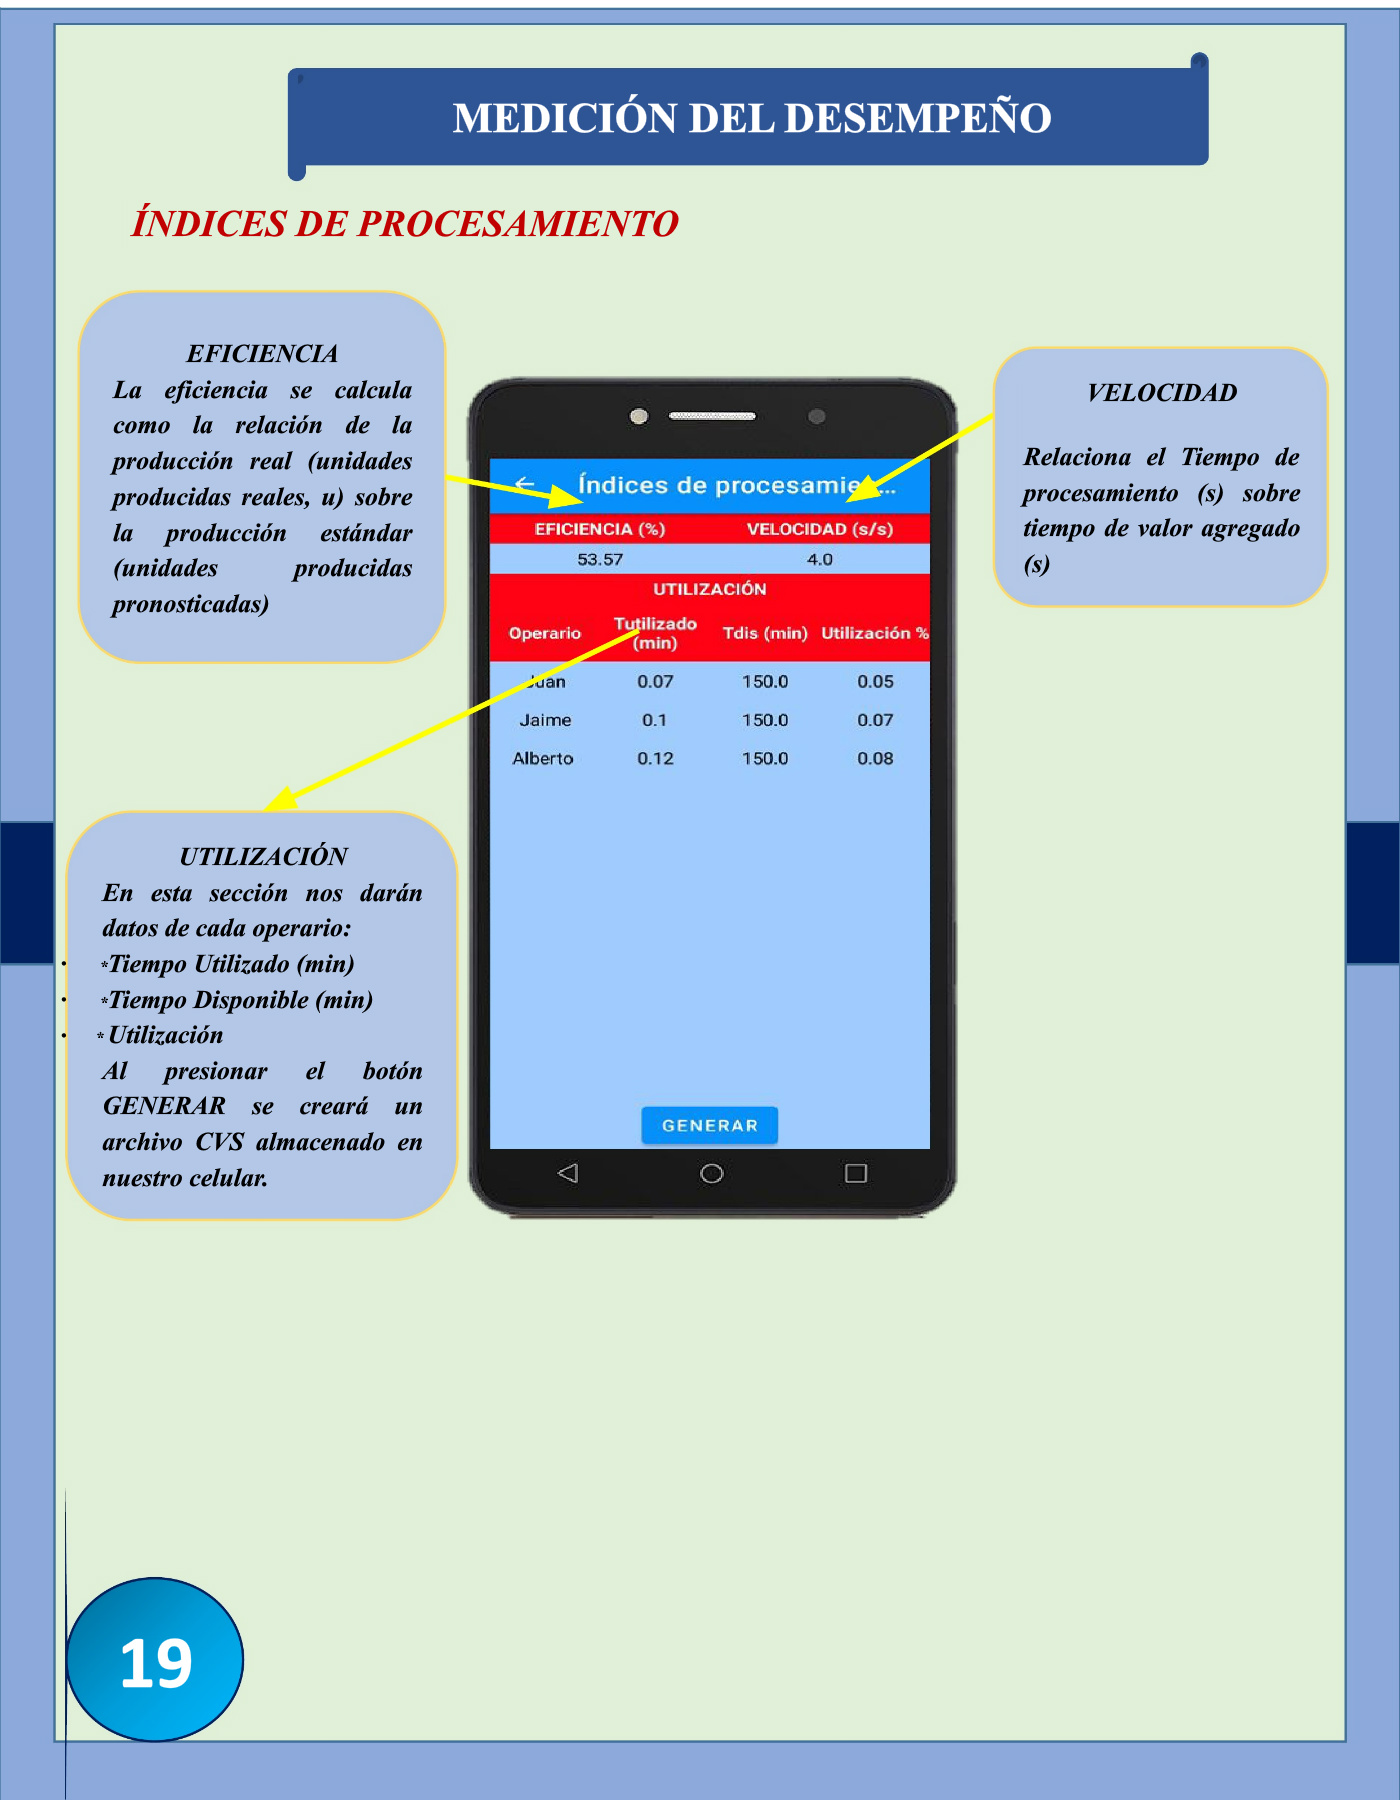 MEDICIÓN DEL DESEMPEÑO
ÍNDICES DE PROCESAMIENTO
EFICIENCIA
La eficiencia se calcula
como la relación de la
producción real (unidades
producidas reales, u) sobre
la producción estándar
(unidades producidas
pronosticadas)
VELOCIDAD
Relaciona el Tiempo de
procesamiento (s) sobre
tiempo de valor agregado
(s)
Índices de procesamien...
EFICIENCIA (%) VELOCIDAD (s/s)
53.57 4.0
UTILIZACIÓN
Operario Tutilizado (min) Tdis (min) Utilización %
Juan 0.07 150.0 0.05
Jaime 0.1 150.0 0.07
Alberto 0.12 150.0 0.08
GENERAR
UTILIZACIÓN
En esta sección nos darán
datos de cada operario:
· *Tiempo Utilizado (min)
· *Tiempo Disponible (min)
· * Utilización
Al presionar el botón
GENERAR se creará un
archivo CVS almacenado en
nuestro celular.
19